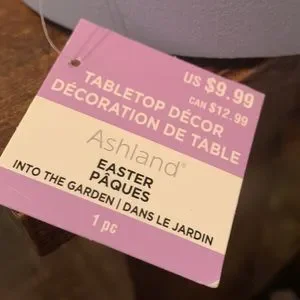 US $9.99
CAN $12.99
TABLETOP DÉCOR
DÉCORATION DE TABLE
Ashland®
EASTER
PÂQUES
INTO THE GARDEN | DANS LE JARDIN
1 pc